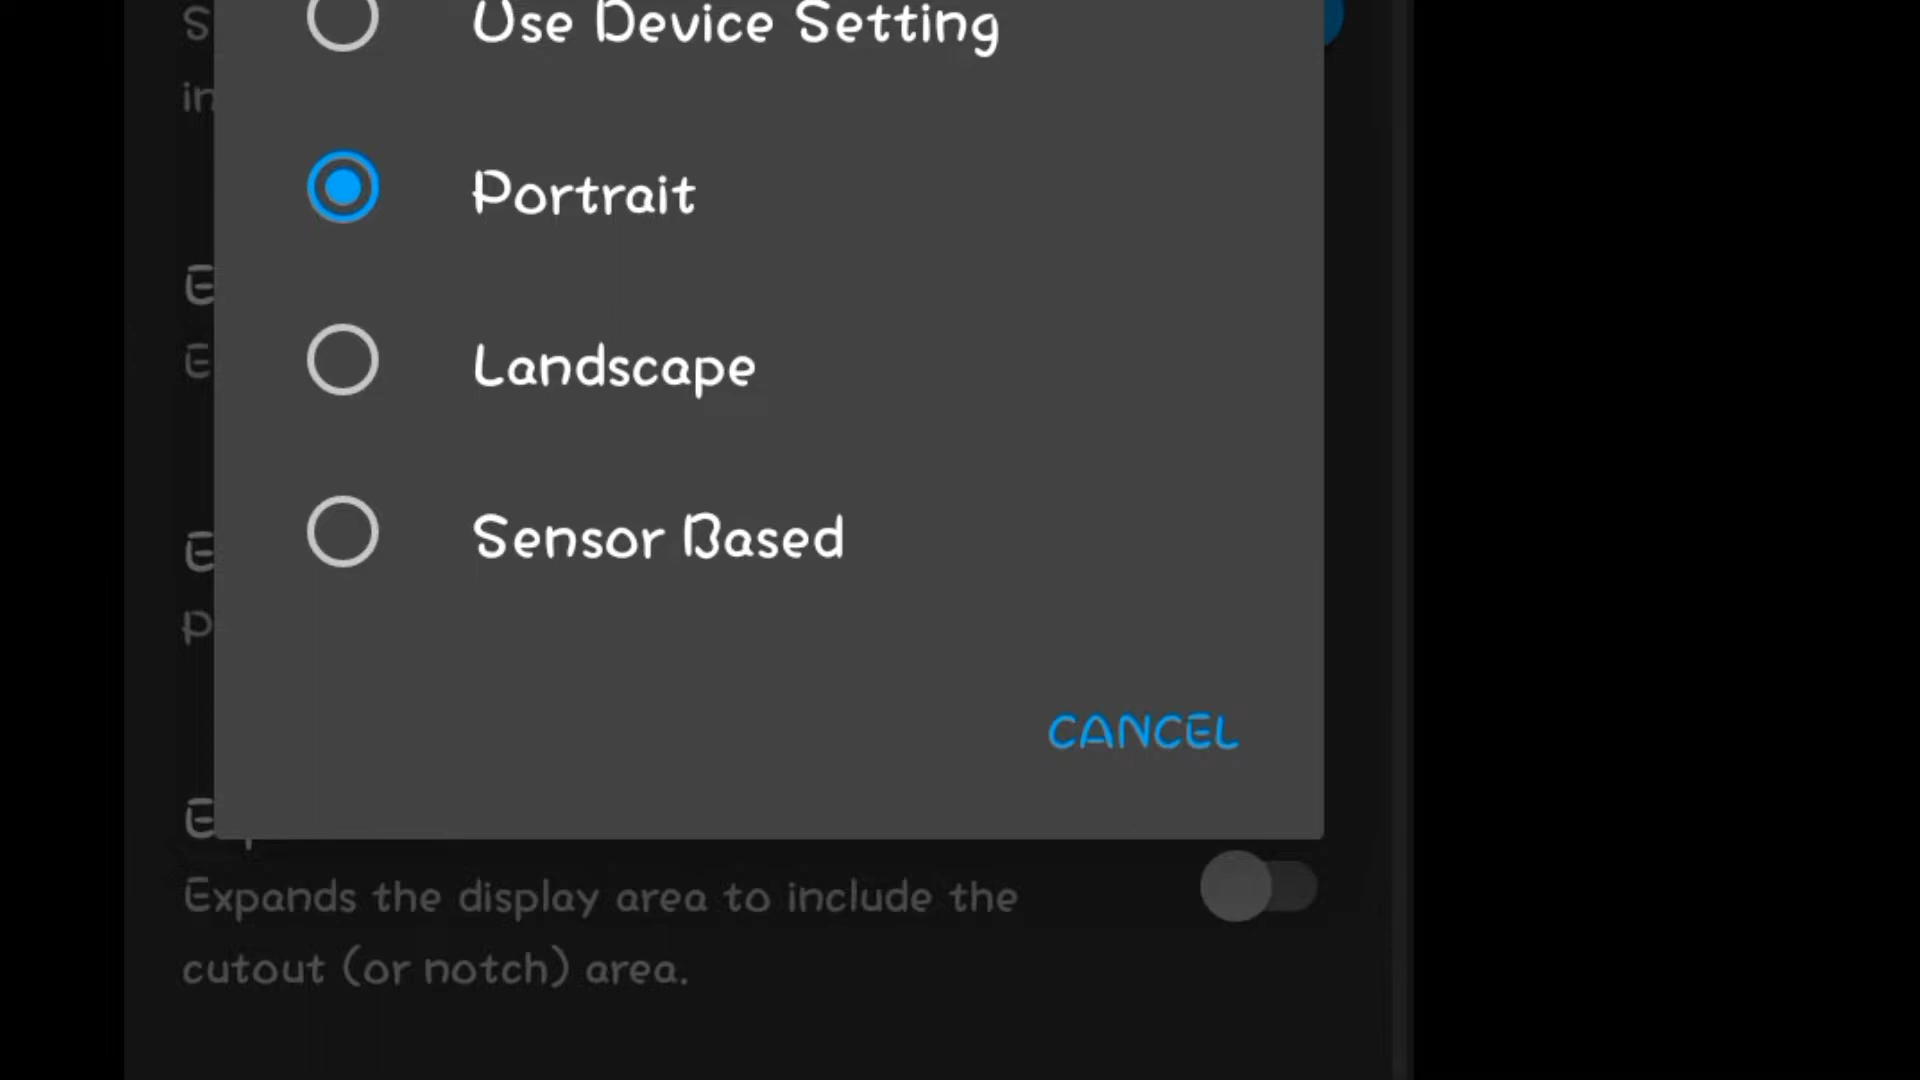 Use Device Setting
Portrait
Landscape
Sensor Based
CANCEL
Expands the display area to include the
cutout (or notch) area.